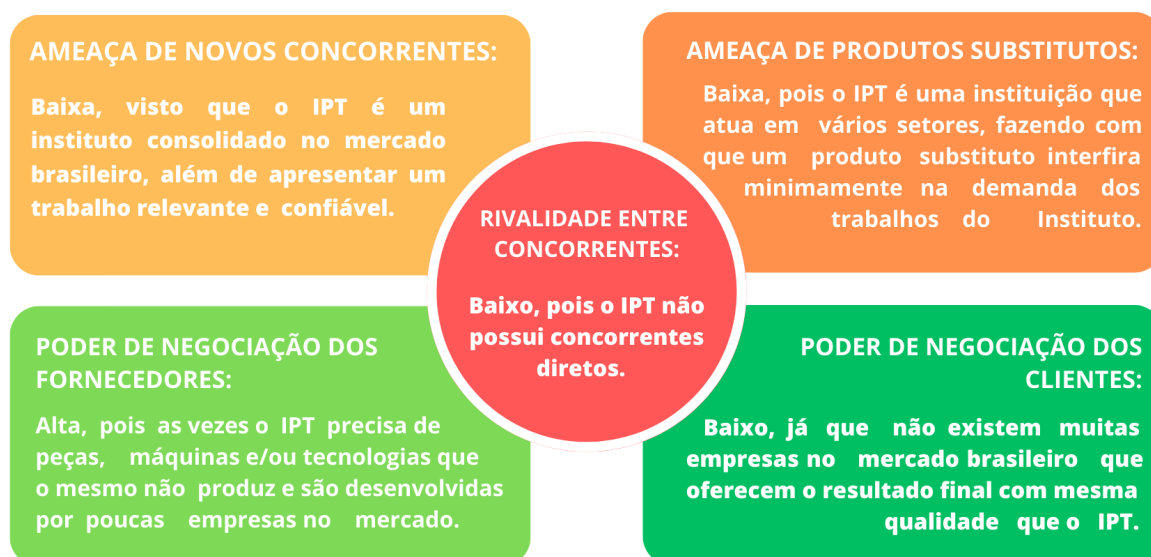 AMEAÇA DE NOVOS CONCORRENTES:
Baixa, visto que o IPT é um
instituto consolidado no mercado
brasileiro, além de apresentar um
trabalho relevante e confiável.
AMEAÇA DE PRODUTOS SUBSTITUTOS:
Baixa, pois o IPT é uma instituição que
atua em vários setores, fazendo com
que um produto substituto interfira
minimamente na demanda dos
trabalhos do Instituto.
RIVALIDADE ENTRE
CONCORRENTES:
Baixo, pois o IPT não
possui concorrentes
diretos.
PODER DE NEGOCIAÇÃO DOS
FORNECEDORES:
Alta, pois as vezes o IPT precisa de
peças, máquinas e/ou tecnologias que
o mesmo não produz e são desenvolvidas
por poucas empresas no mercado.
PODER DE NEGOCIAÇÃO DOS
CLIENTES:
Baixo, já que não existem muitas
empresas no mercado brasileiro que
oferecem o resultado final com mesma
qualidade que o IPT.